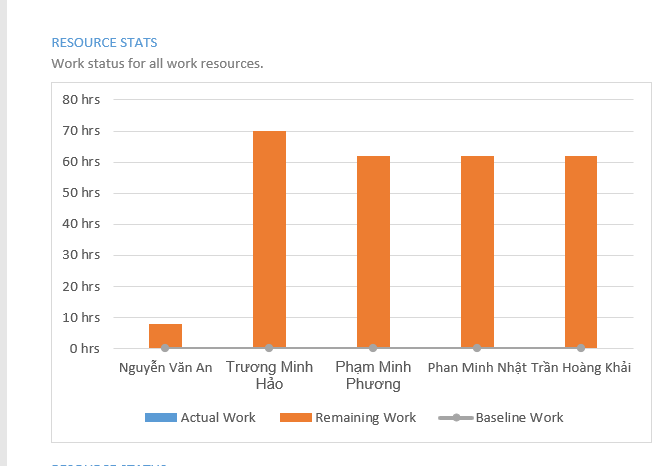 RESOURCE STATS
Work status for all work resources.
80 hrs
70 hrs
60 hrs
50 hrs
40 hrs
30 hrs
20 hrs
10 hrs
0 hrs
Nguyễn Văn An
Trương Minh
Hảo
Phạm Minh
Phương
Phan Minh Nhật
Trần Hoàng Khải
Actual Work
Remaining Work
Baseline Work